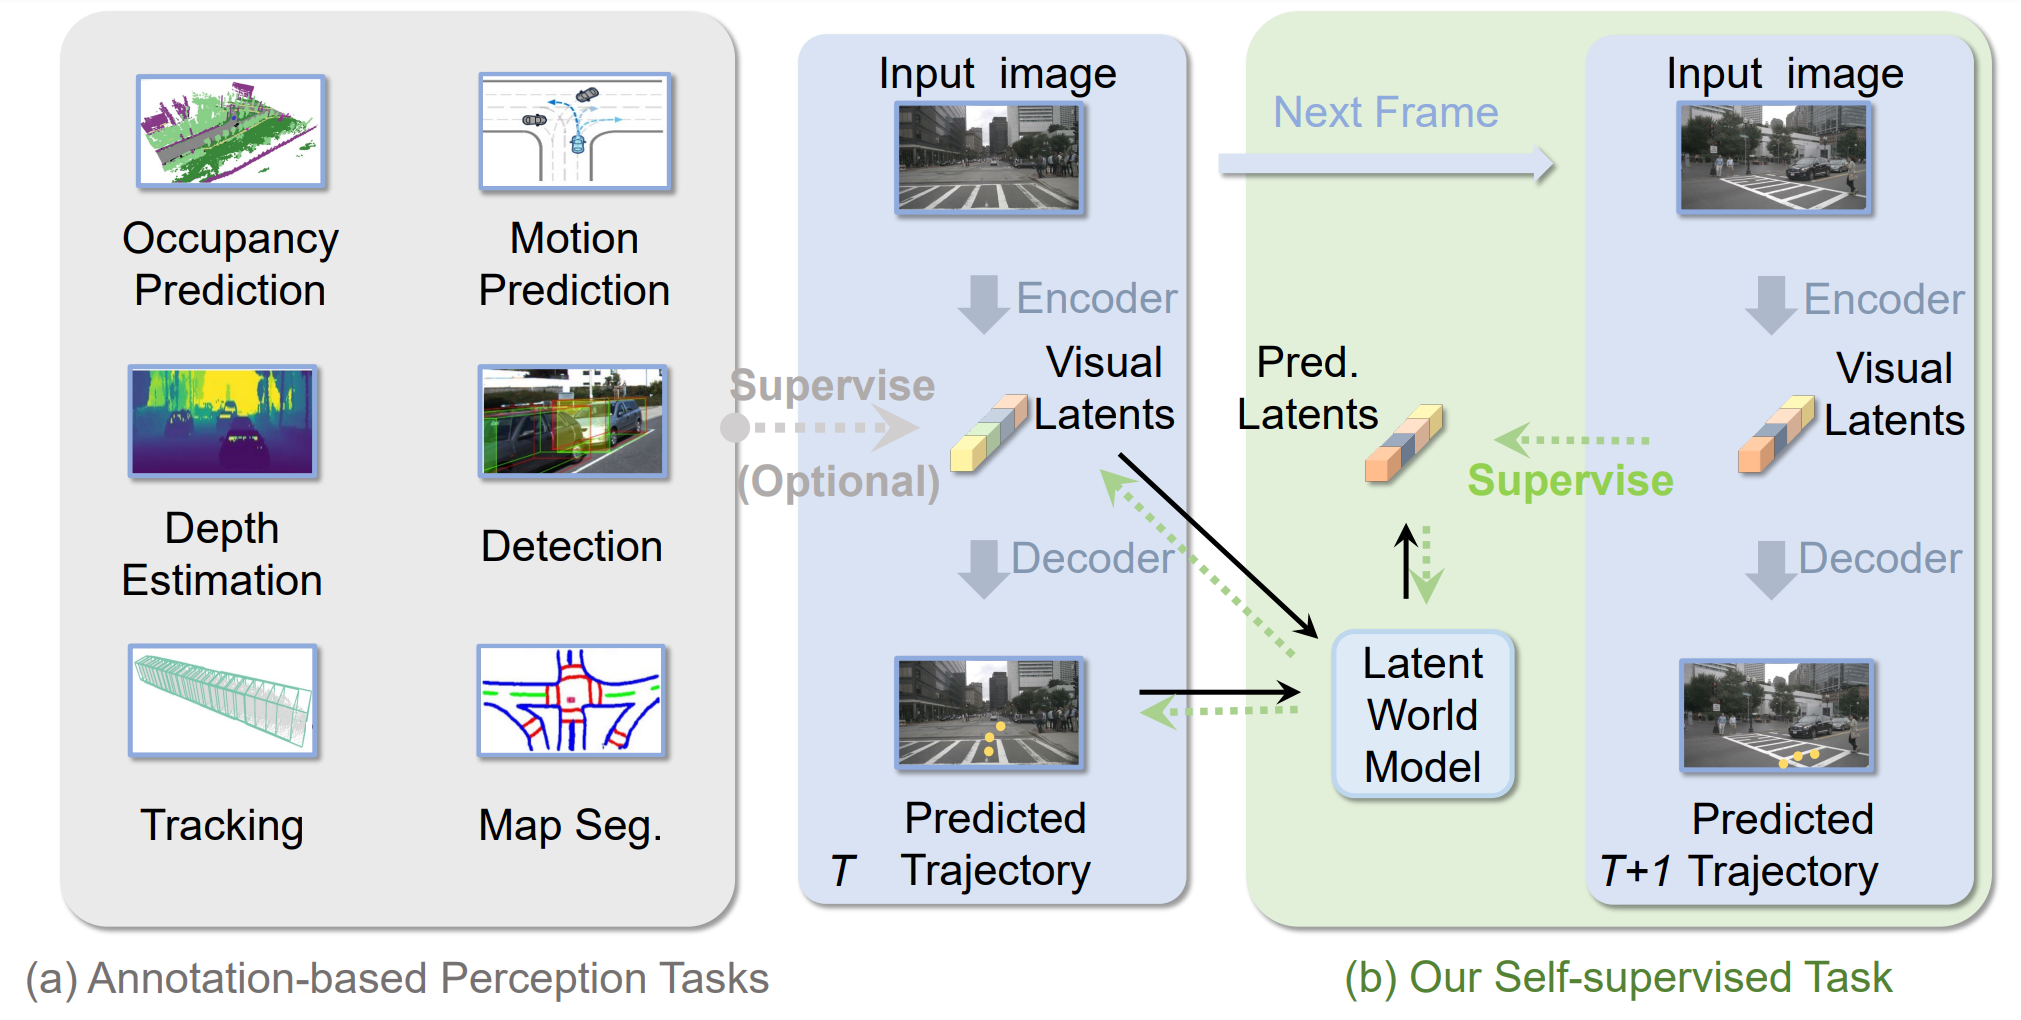 Occupancy
Prediction
Motion
Prediction
Depth
Estimation
Detection
Tracking
Map Seg.
(a) Annotation-based Perception Tasks
Supervise
(Optional)
Input image
Encoder
Visual
Latents
Decoder
Predicted
T Trajectory
Next Frame
Pred.
Latents
Supervise
Latent
World
Model
Input image
Encoder
Visual
Latents
Decoder
Predicted
T+1 Trajectory
(b) Our Self-supervised Task